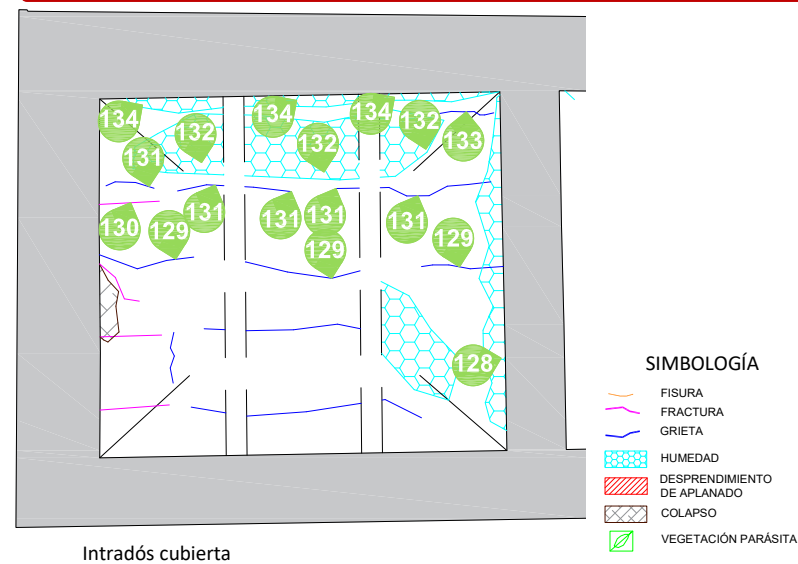 134
134
134
132
132
133
132
131
131
131
131
131
130
129
129
129
128
SIMBOLOGÍA
FISURA
FRACTURA
GRIETA
HUMEDAD
DESPRENDIMIENTO
DE APLANADO
COLAPSO
VEGETACIÓN PARÁSITA
Intradós cubierta